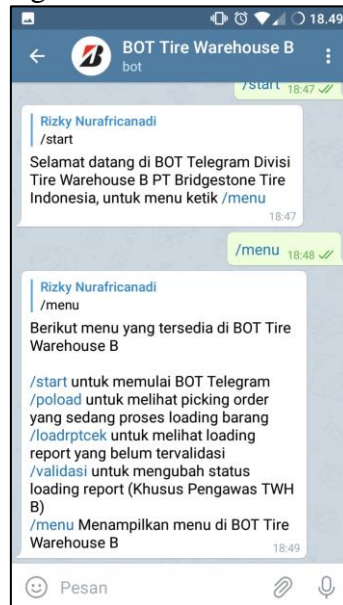 18.49
BOT Tire Warehouse B
bot
/start 18:47
Rizky Nurafricanadi
/start
Selamat datang di BOT Telegram Divisi
Tire Warehouse B PT Bridgestone Tire
Indonesia, untuk menu ketik /menu
18:47
/menu 18:48
Rizky Nurafricanadi
/menu
Berikut menu yang tersedia di BOT Tire
Warehouse B
/start untuk memulai BOT Telegram
/poload untuk melihat picking order
yang sedang proses loading barang
/loadrptcek untuk melihat loading
report yang belum tervalidasi
/validasi untuk mengubah status
loading report (Khusus Pengawas TWH
B)
/menu Menampilkan menu di BOT Tire
Warehouse B
18:49
Pesan